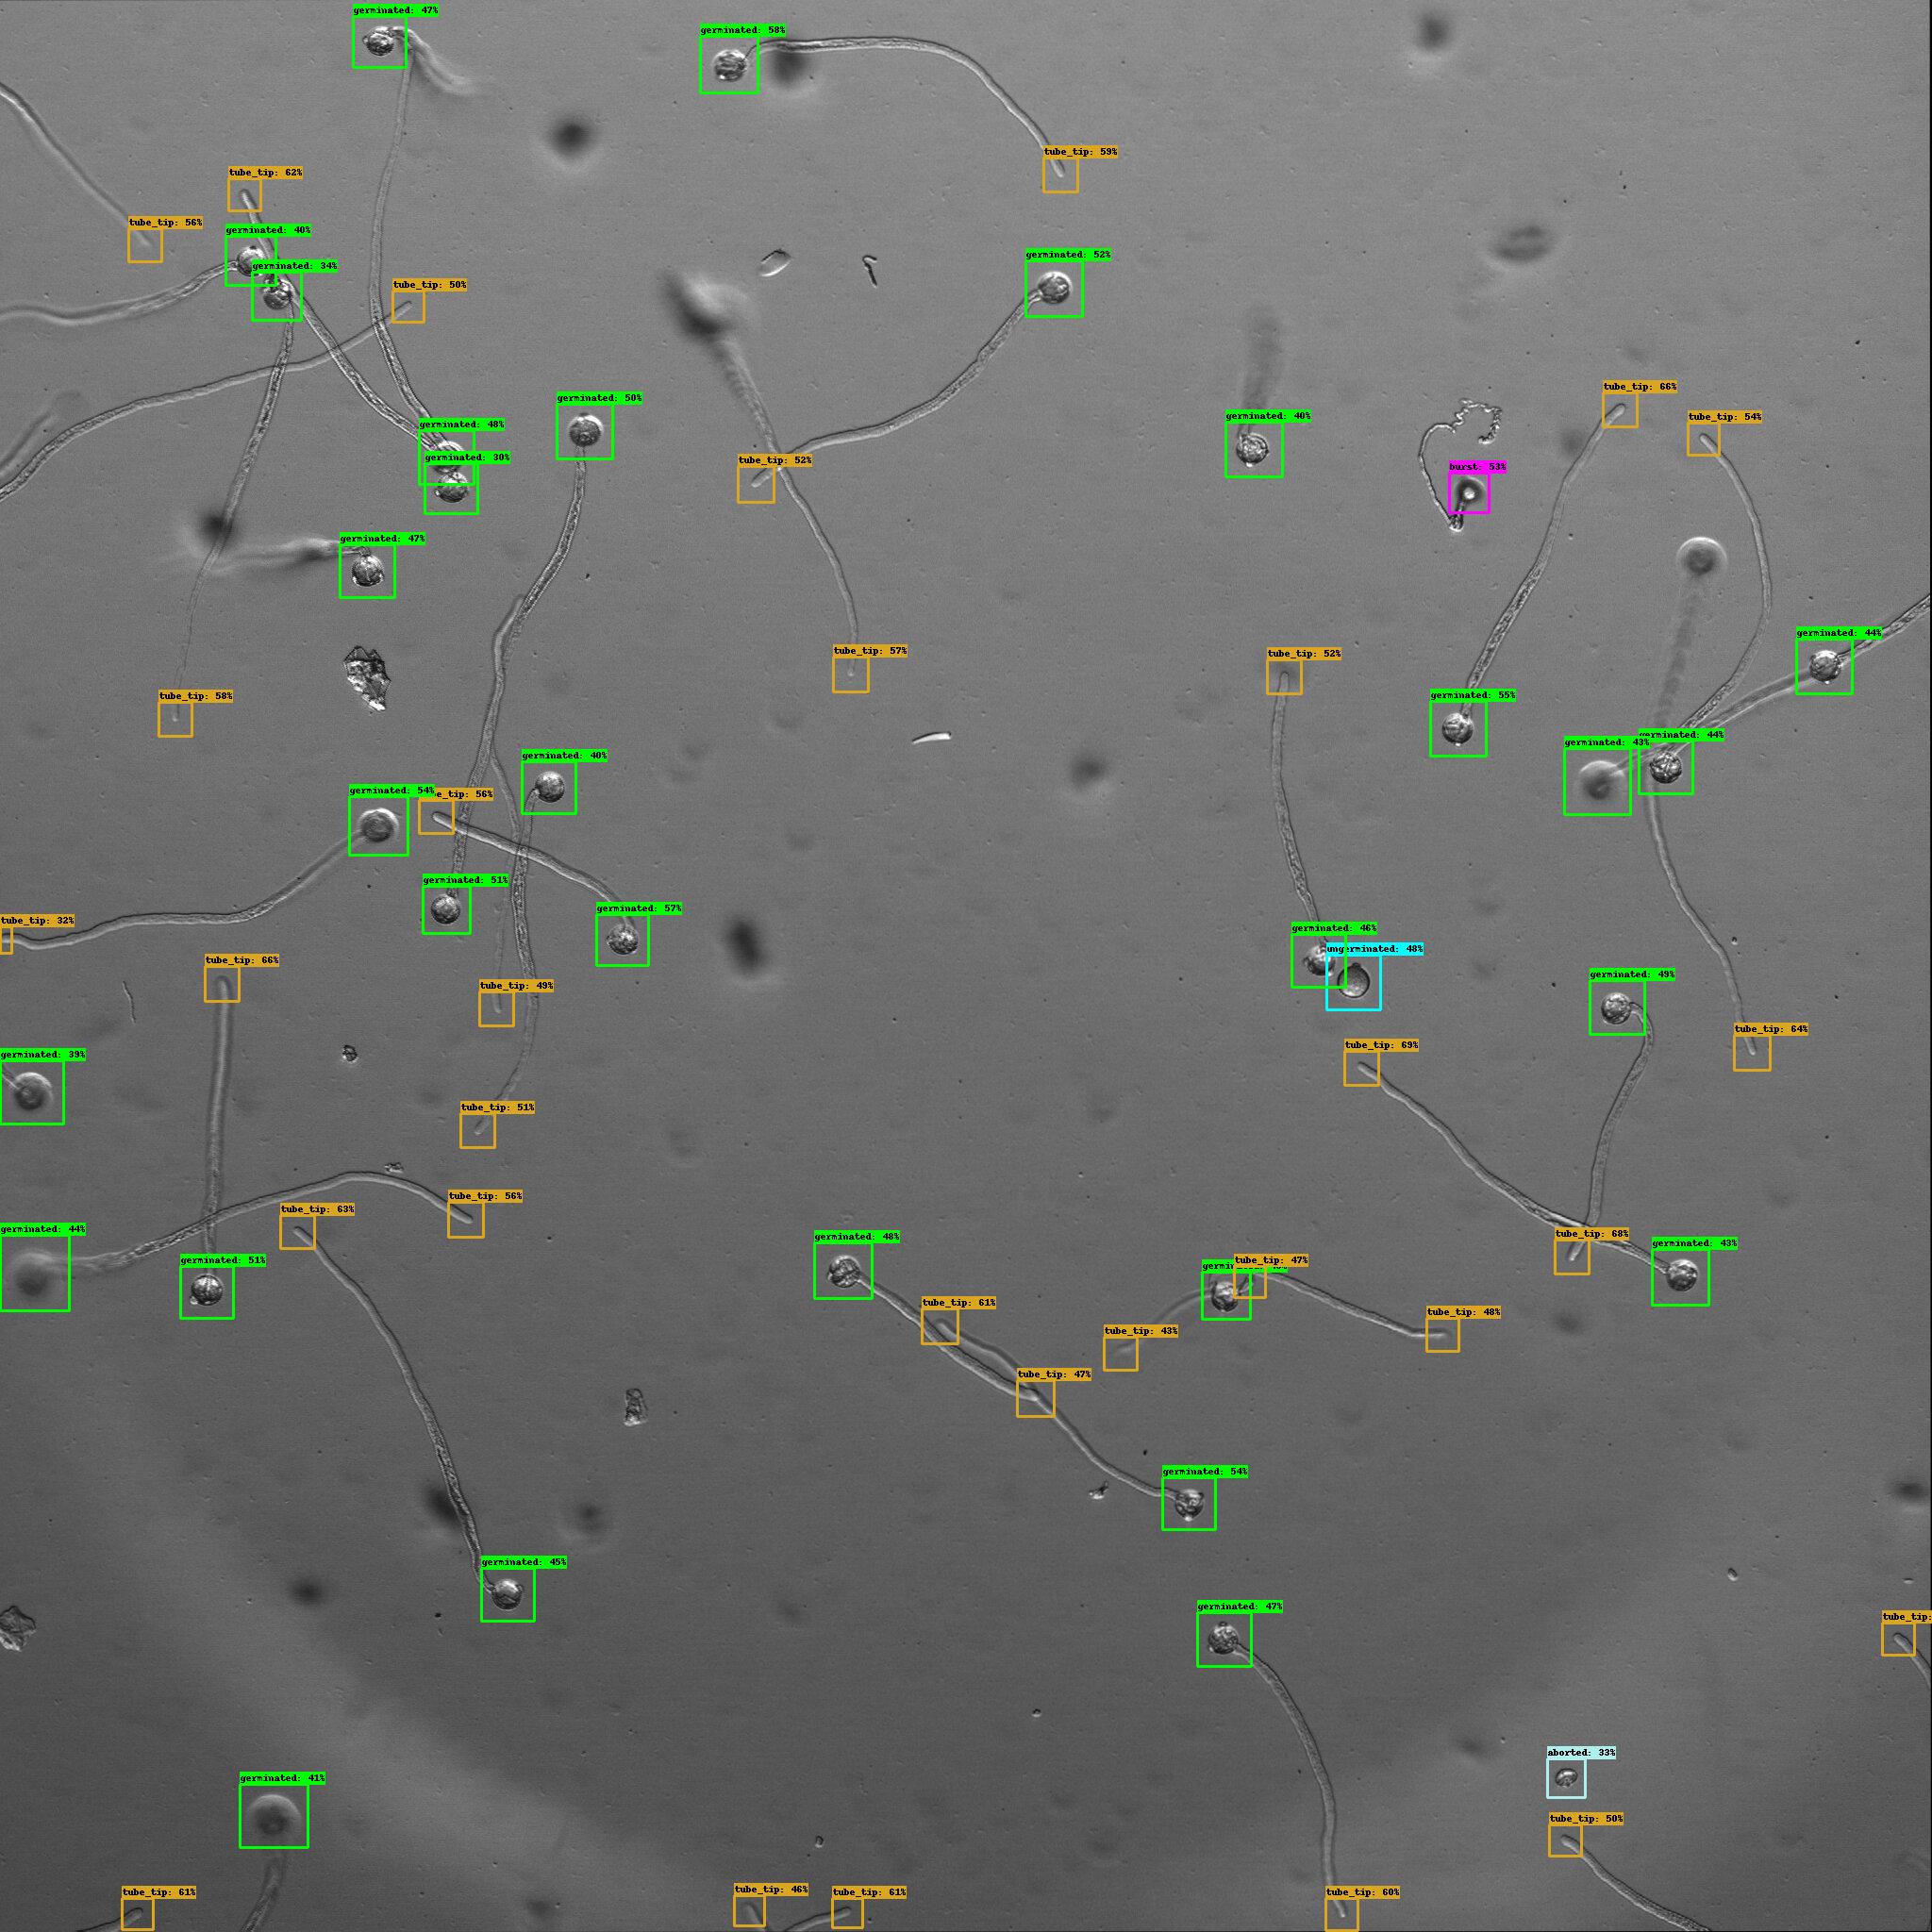 germinated: 47%
germinated: 58%
tube_tip: 59%
tube_tip: 62%
tube_tip: 56%
germinated: 40%
germinated: 34%
germinated: 52%
tube_tip: 50%
tube_tip: 66%
germinated: 50%
germinated: 40%
tube_tip: 54%
germinated: 48%
germinated: 30%
tube_tip: 52%
burst: 53%
germinated: 47%
germinated: 44%
tube_tip: 57%
tube_tip: 52%
tube_tip: 58%
germinated: 55%
germinated: 44%
germinated: 43%
germinated: 40%
germinated: 54%
tube_tip: 56%
germinated: 51%
germinated: 57%
tube_tip: 32%
germinated: 46%
ungerminated: 48%
tube_tip: 66%
germinated: 49%
tube_tip: 49%
tube_tip: 64%
tube_tip: 69%
germinated: 39%
tube_tip: 51%
tube_tip: 56%
tube_tip: 63%
germinated: 44%
germinated: 48%
tube_tip: 68%
germinated: 43%
germinated: 51%
tube_tip: 47%
tube_tip: 61%
tube_tip: 48%
tube_tip: 43%
tube_tip: 47%
germinated: 54%
germinated: 45%
germinated: 47%
tube_tip:
aborted: 33%
germinated: 41%
tube_tip: 50%
tube_tip: 61%
tube_tip: 46%
tube_tip: 61%
tube_tip: 60%